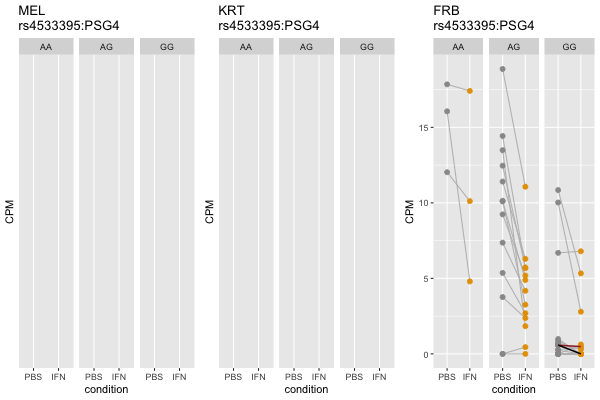 MEL
rs4533395:PSG4
AA AG GG
CPM
PBS IFN PBS IFN PBS IFN
condition
KRT
rs4533395:PSG4
AA AG GG
CPM
PBS IFN PBS IFN PBS IFN
condition
FRB
rs4533395:PSG4
AA AG GG
CPM
15
10
5
0
PBS IFN PBS IFN PBS IFN
condition